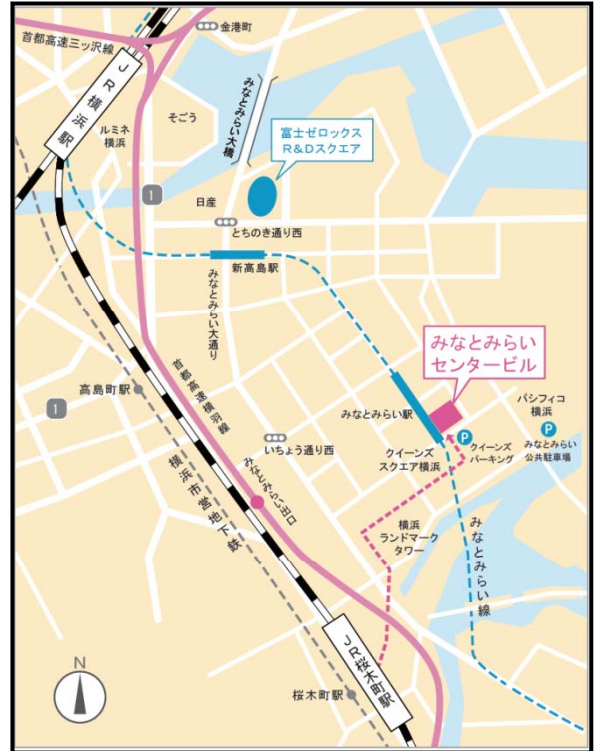 首都高速三ッ沢線
金港町
JR横浜駅
ルミネ
横浜
そごう
みなとみらい大橋
富士ゼロックス
R&Dスクエア
1
日産
とちのき通り西
新高島駅
みなとみらい大通り
首都高速横羽線
高島町駅
1
横浜市営地下鉄
いちょう通り西
みなとみらい出口
みなとみらい駅
みなとみらい
センタービル
クイーンズ
スクエア横浜
P
クイーンズ
パーキング
パシフィコ
横浜
P
みなとみらい
公共駐車場
横浜
ランドマーク
タワー
みなとみらい線
JR桜木町駅
桜木町駅
N